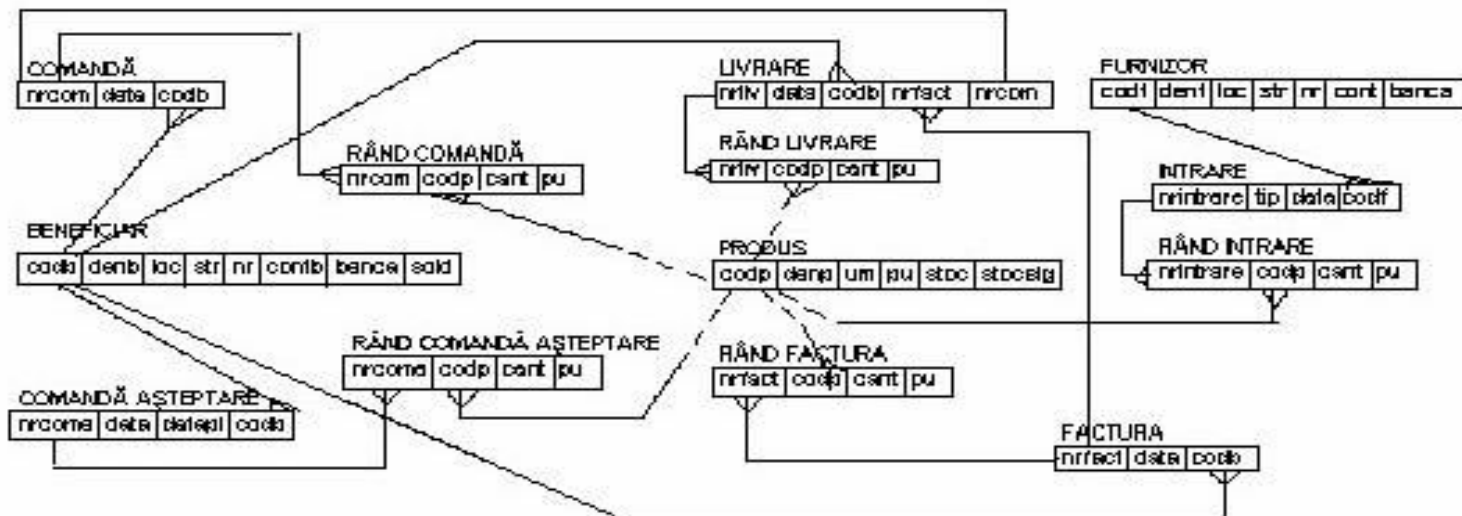 COMANDĂ
nrcom data codb
LIVRARE
nrliv data codb nrfact nrcom
FURNIZOR
codf denf loc str nr cont banca
RÂND COMANDĂ
nrcom codp cant pu
RÂND LIVRARE
nrliv codp cant pu
INTRARE
nrintrare tip data codf
BENEFICIAR
codb denb loc str nr contb banca sold
PRODUS
codp denp um pu stoc stocsig
RÂND INTRARE
nrintrare codp cant pu
RÂND COMANDĂ AȘTEPTARE
nrcoma codp cant pu
RÂND FACTURA
nrfact codp cant pu
COMANDĂ AȘTEPTARE
nrcoma data codb
FACTURA
nrfact data codb